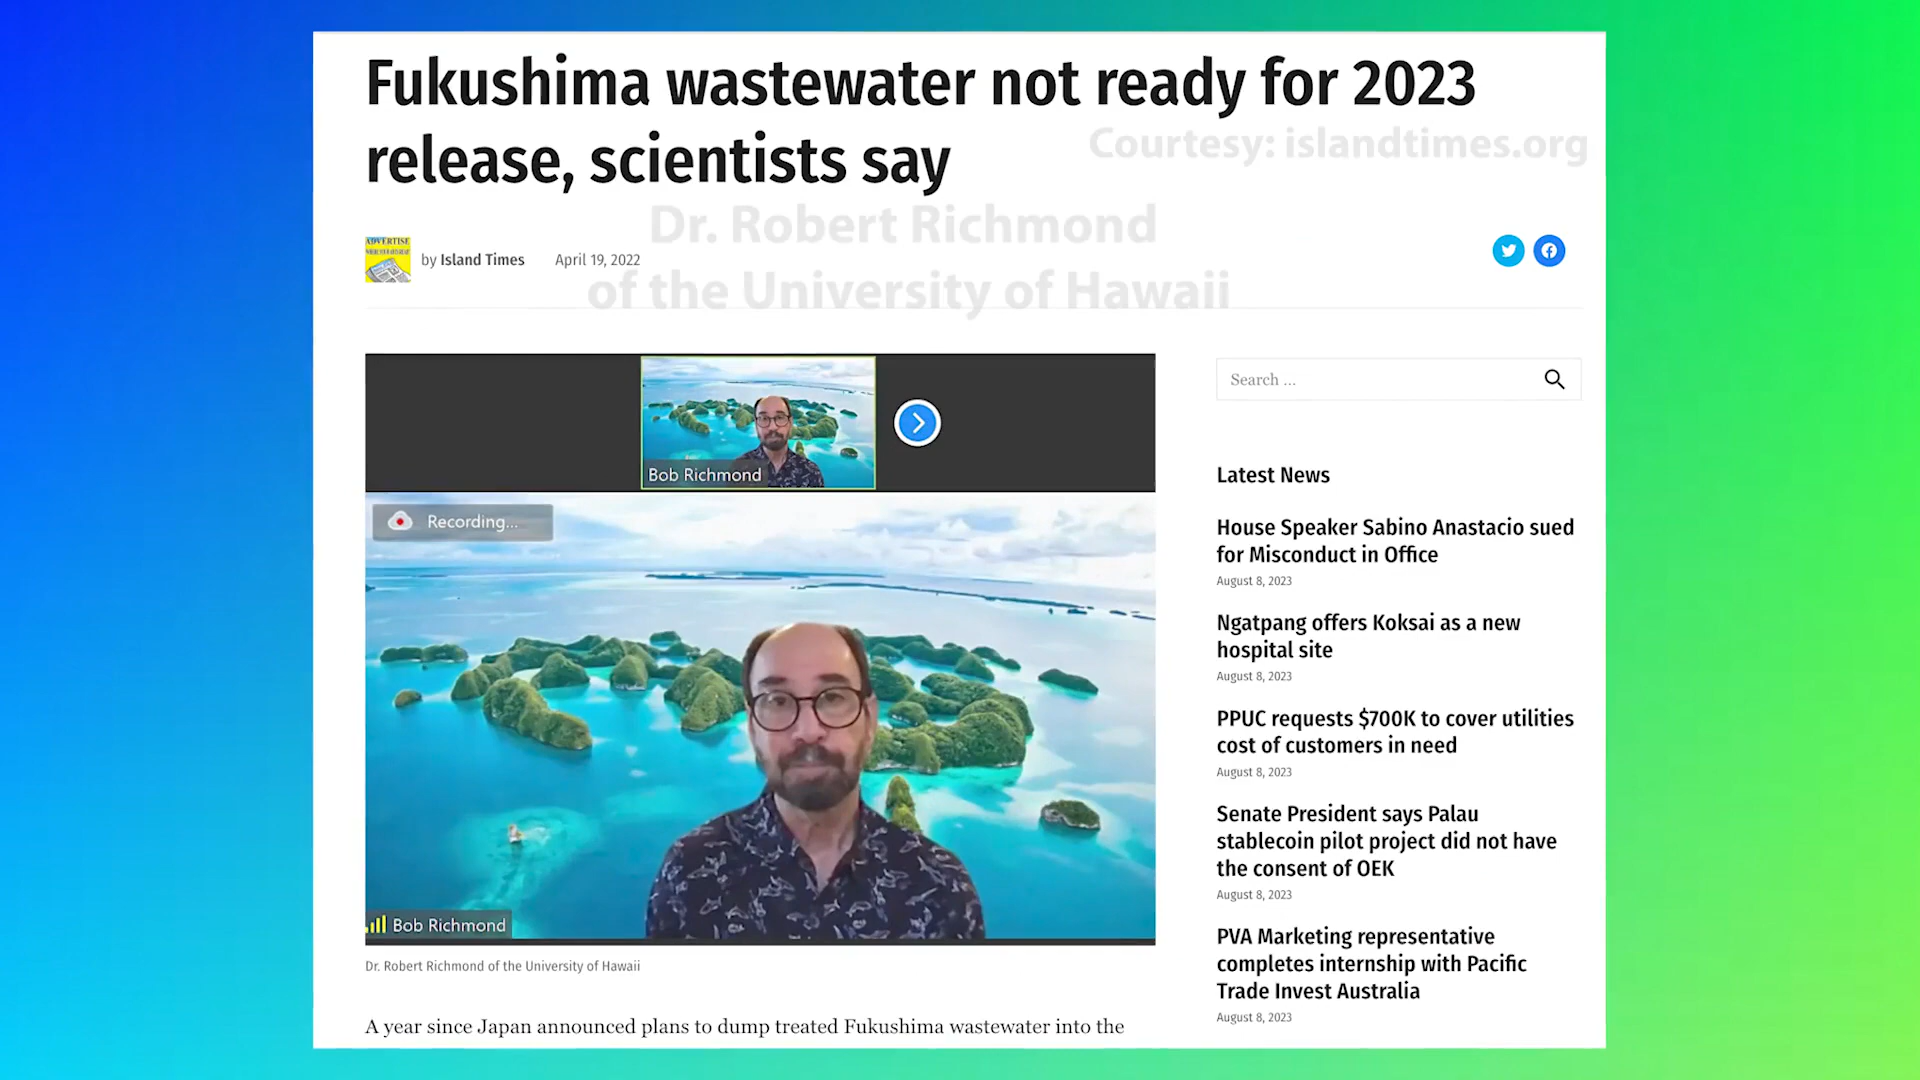 Fukushima wastewater not ready for 2023
release, scientists say
Courtesy: islandtimes.org
Dr. Robert Richmond
of the University of Hawaii
ADVERTISE
by Island Times
April 19, 2022
Search ...
Bob Richmond
Recording...
Bob Richmond
Dr. Robert Richmond of the University of Hawaii
A year since Japan announced plans to dump treated Fukushima wastewater into the
Latest News
House Speaker Sabino Anastacio sued
for Misconduct in Office
August 8, 2023
Ngatpang offers Koksai as a new
hospital site
August 8, 2023
PPUC requests $700K to cover utilities
cost of customers in need
August 8, 2023
Senate President says Palau
stablecoin pilot project did not have
the consent of OEK
August 8, 2023
PVA Marketing representative
completes internship with Pacific
Trade Invest Australia
August 8, 2023